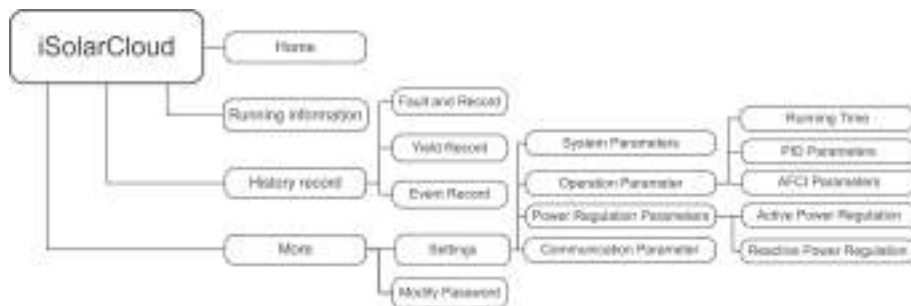 iSolarCloud
Home
Running information
Fault and Record
Running Time
Yield Record
System Parameters
PID Parameters
History record
Event Record
Operation Parameter
AFCI Parameters
Power Regulation Parameters
Active Power Regulation
More
Settings
Communication Parameter
Reactive Power Regulation
Modify Password